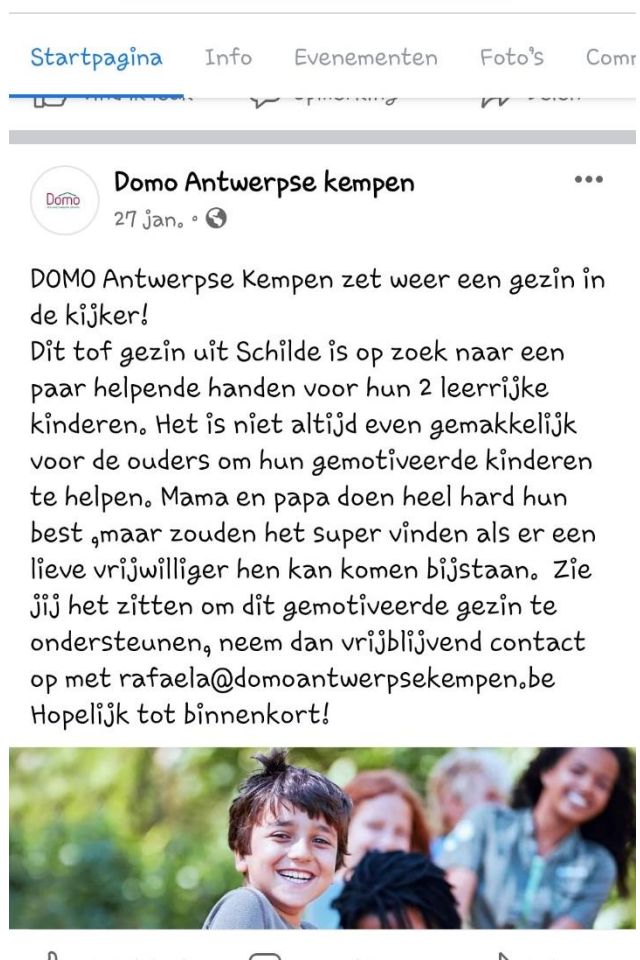 Startpagina Info Evenementen Foto's Comm
Domo Antwerpse kempen
Domo
27 jan.
DOMO Antwerpse Kempen zet weer een gezin in
de kijker!
Dit tof gezin uit Schilde is op zoek naar een
paar helpende handen voor hun 2 leerrijke
kinderen. Het is niet altijd even gemakkelijk
voor de ouders om hun gemotiveerde kinderen
te helpen. Mama en papa doen heel hard hun
best ,maar zouden het super vinden als er een
lieve vrijwilliger hen kan komen bijstaan. Zie
jij het zitten om dit gemotiveerde gezin te
ondersteunen, neem dan vrijblijvend contact
op met rafaela@domoantwerpsekempen.be
Hopelijk tot binnenkort!